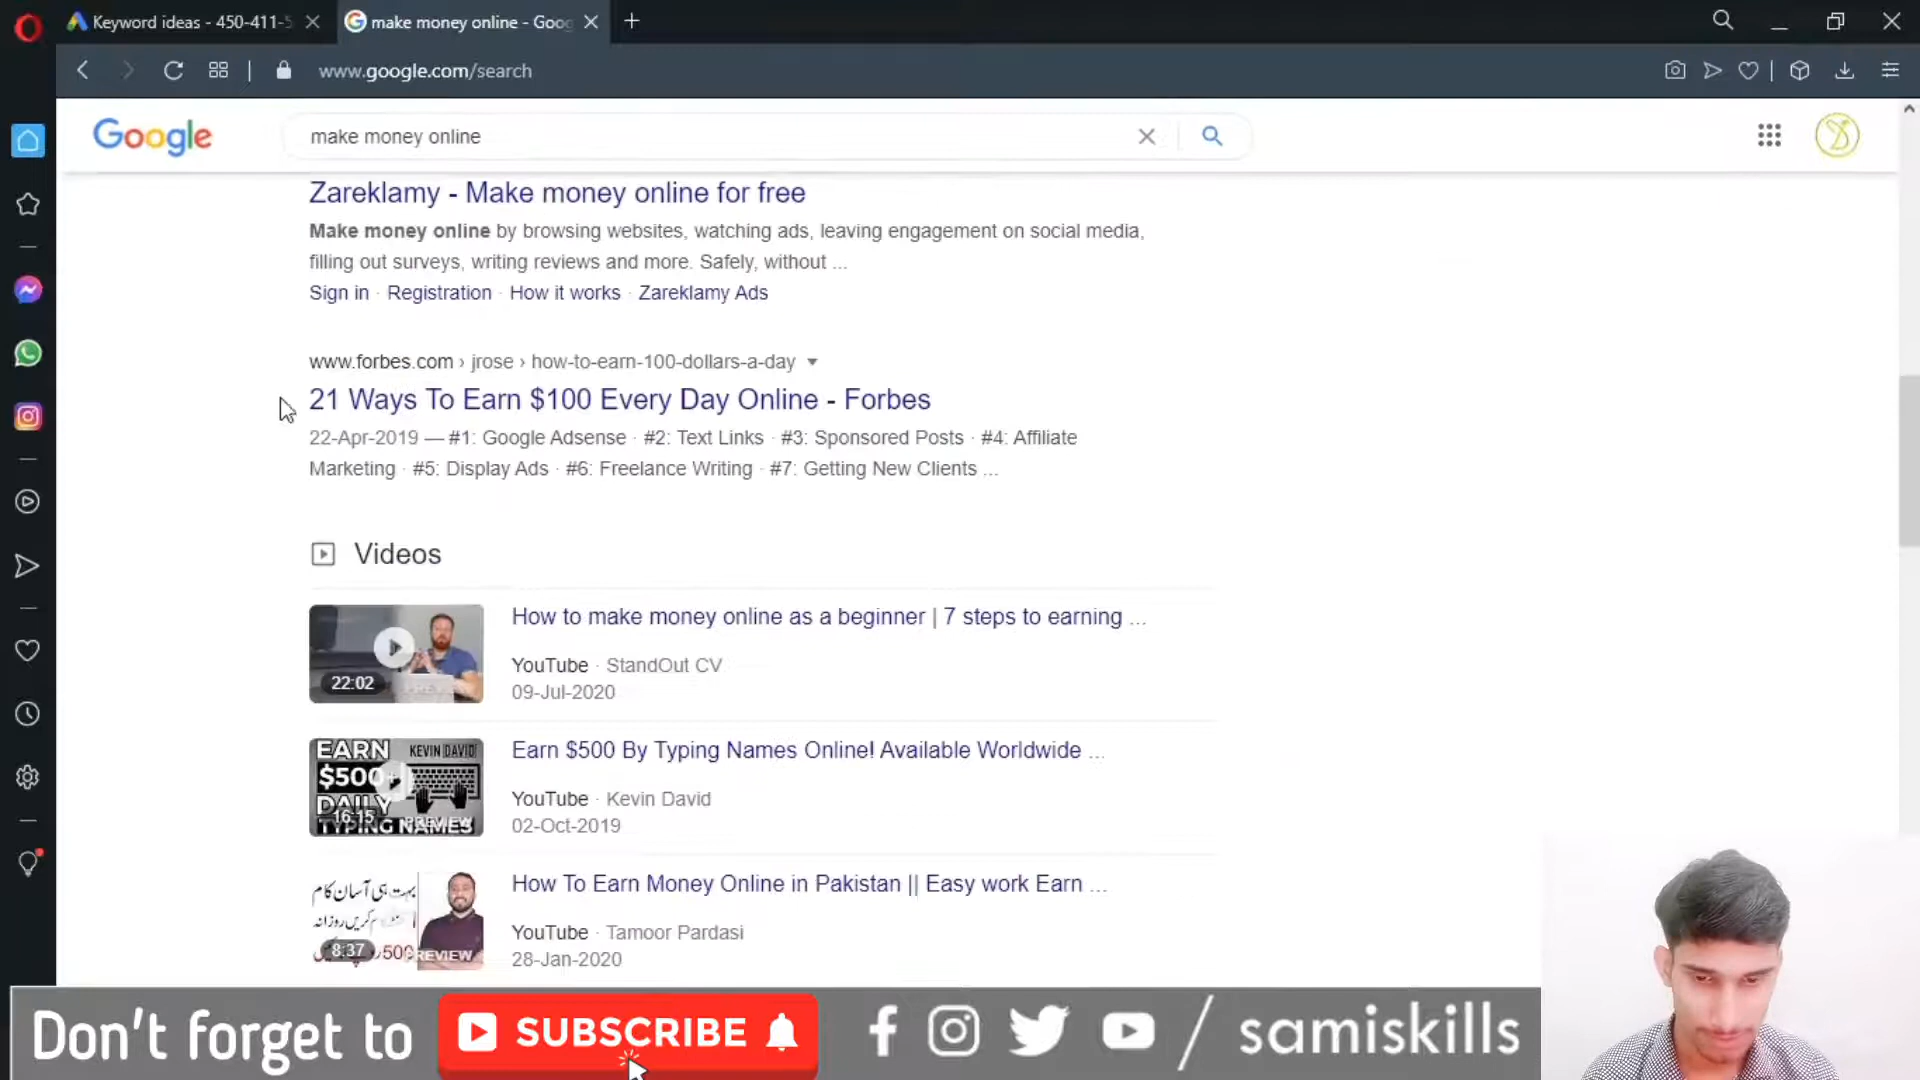 Keyword ideas - 450-411-5
make money online - Goog
www.google.com/search
Google
make money online
Zareklamy - Make money online for free
Make money online by browsing websites, watching ads, leaving engagement on social media,
filling out surveys, writing reviews and more. Safely, without ...
Sign in · Registration · How it works · Zareklamy Ads
www.forbes.com › jrose › how-to-earn-100-dollars-a-day
21 Ways To Earn $100 Every Day Online - Forbes
22-Apr-2019 — #1: Google Adsense · #2: Text Links · #3: Sponsored Posts · #4: Affiliate
Marketing · #5: Display Ads · #6: Freelance Writing · #7: Getting New Clients ...
Videos
How to make money online as a beginner | 7 steps to earning ...
YouTube · StandOut CV
09-Jul-2020
22:02
PREVIEW
Earn $500 By Typing Names Online! Available Worldwide ...
YouTube · Kevin David
02-Oct-2019
EARN KEVIN DAVID
$500+
DAILY
16:15 PREVIEW
TYPING NAMES
How To Earn Money Online in Pakistan || Easy work Earn ...
YouTube · Tamoor Pardasi
28-Jan-2020
بہت ہی آسان کام
8:37 500 PREVIEW
Don't forget to SUBSCRIBE / samiskills